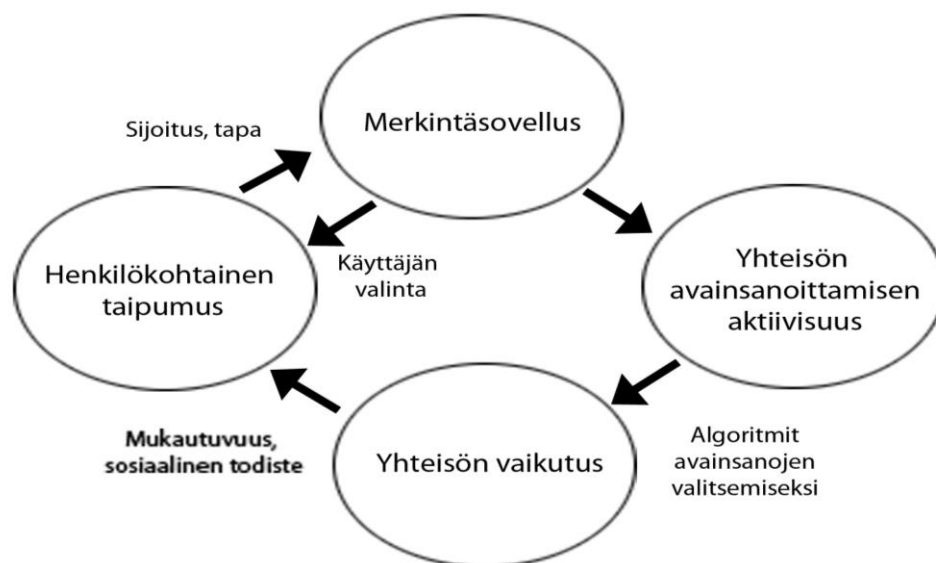 Merkintäsovellus
Sijoitus, tapa
Henkilökohtainen
taipumus
Käyttäjän
valinta
Yhteisön
avainsanoittamisen
aktiivisuus
Mukautuvuus,
sosiaalinen todiste
Yhteisön vaikutus
Algoritmit
avainsanojen
valitsemiseksi